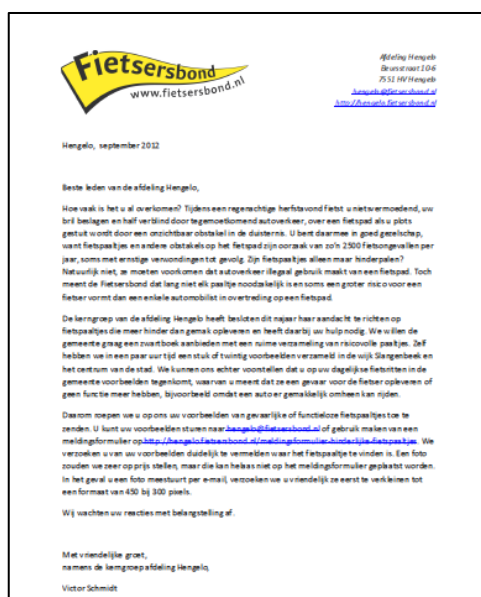 Fietsersbond
www.fietsersbond.nl
Afdeling Hengelo
Beursstraat 10-6
7551 HV Hengelo
hengelo@fietsersbond.nl
http://hengelo.fietsersbond.nl
Hengelo, september 2012
Beste leden van de afdeling Hengelo,
Hoe vaak is het u al overkomen? Tijdens een regenachtige herfstavond fietst u nietsvermoedend, uw
bril beslagen en half verblind door tegemoetkomend autoverkeer, over een fietspad als u plots
gestuit wordt door een onzichtbaar obstakel in de duisternis. U bent daarmee in goed gezelschap,
want fietspaaltjes en andere obstakels op het fietspad zijn oorzaak van zo'n 2500 fietsongevallen per
jaar, soms met ernstige verwondingen tot gevolg. Zijn fietspaaltjes alleen maar hinderpalen?
Natuurlijk niet, ze moeten voorkomen dat autoverkeer illegaal gebruik maakt van een fietspad. Toch
meent de Fietsersbond dat lang niet elk paaltje noodzakelijk is en soms een groter risico voor een
fietser vormt dan een enkele automobilist in overtreding op een fietspad.
De kerngroep van de afdeling Hengelo heeft besloten dit najaar haar aandacht te richten op
fietspaaltjes die meer hinder dan gemak opleveren en heeft daarbij uw hulp nodig. We willen de
gemeente graag een zwartboek aanbieden met een ruime verzameling van risicovolle paaltjes. Zelf
hebben we in een paar uur tijd een stuk of twintig voorbeelden verzameld in de wijk Slangenbeek en
het centrum van de stad. We kunnen ons echter voorstellen dat u op uw dagelijkse fietsritten in de
gemeente voorbeelden tegenkomt, waarvan u meent dat ze een gevaar voor de fietser opleveren of
geen functie meer hebben, bijvoorbeeld omdat een auto er gemakkelijk omheen kan rijden.
Daarom roepen we u op ons uw voorbeelden van gevaarlijke of functieloze fietspaaltjes toe te
zenden. U kunt uw voorbeelden sturen naar hengelo@fietsersbond.nl of gebruik maken van een
meldingsformulier op http://hengelo.fietsersbond.nl/meldingsformulier-hinderlijke-fietspaaltjes. We
verzoeken u van uw voorbeelden duidelijk te vermelden waar het fietspaaltje te vinden is. Een foto
zouden we zeer op prijs stellen, maar die kan helaas niet op het meldingsformulier geplaatst worden.
In het geval u een foto meestuurt per e-mail, verzoeken we u vriendelijk ze eerst te verkleinen tot
een formaat van 450 bij 300 pixels.
Wij wachten uw reacties met belangstelling af.
Met vriendelijke groet,
namens de kerngroep afdeling Hengelo,
Victor Schmidt